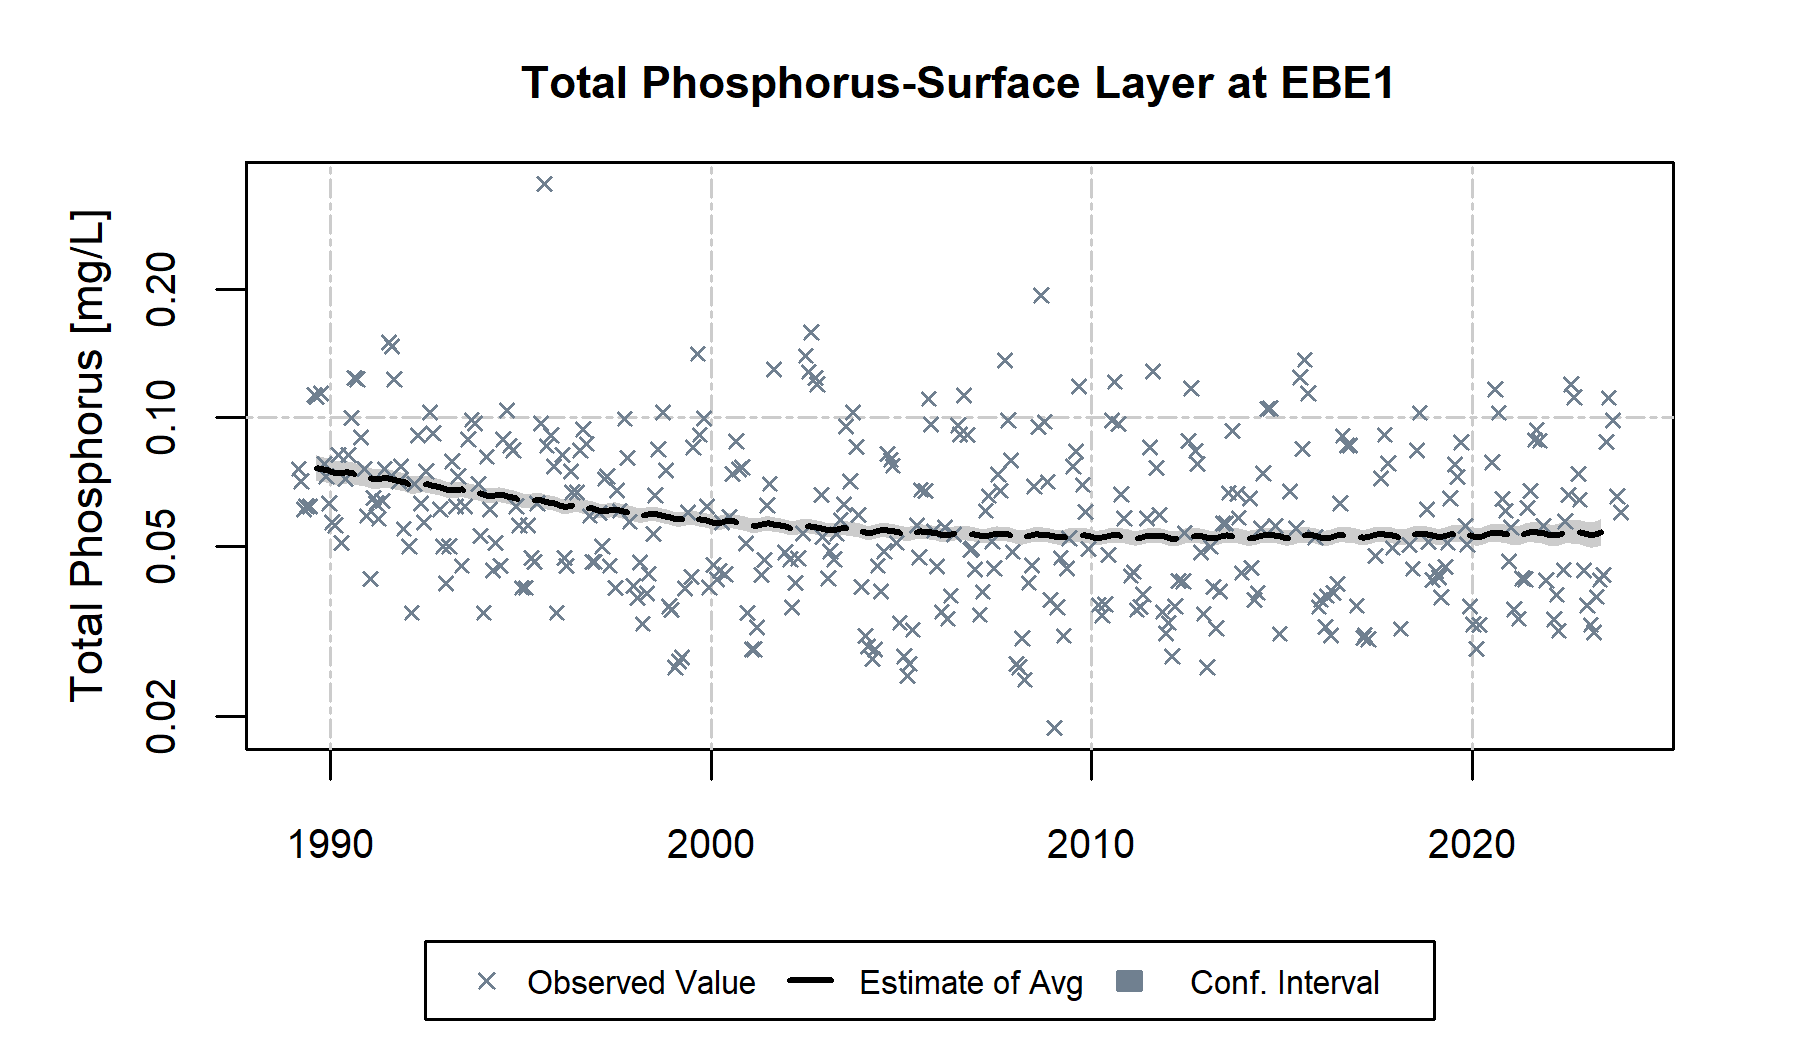 Total Phosphorus-Surface Layer at EBE1
Total Phosphorus [mg/L]
0.20
0.10
0.05
0.02
1990 2000 2010 2020
Observed Value Estimate of Avg Conf. Interval